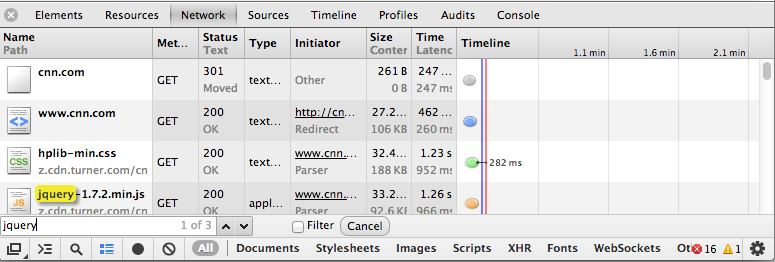 Elements Resources Network Sources Timeline Profiles Audits Console
Name Path Met... Status Text Type Initiator Size Conter Time Latenc Timeline 1.1 min 1.6 min 2.1 min
cnn.com GET 301 Moved text... Other 261 B 0 B 247 ... 247 ms
www.cnn.com GET 200 OK text... http://cn... Redirect 27.2... 106 KB 462 ... 260 ms
hplib-min.css z.cdn.turner.com/cn GET 200 OK text... www.cnn... Parser 32.4... 188 KB 1.23 s 952 ms 282 ms
jquery-1.7.2.min.js z.cdn.turner.com/cn GET 200 OK appl... www.cnn... Parser 33.2... 92.6 KB 1.26 s 966 ms
jquery 1 of 3 Filter Cancel
All Documents Stylesheets Images Scripts XHR Fonts WebSockets Ot 16 1